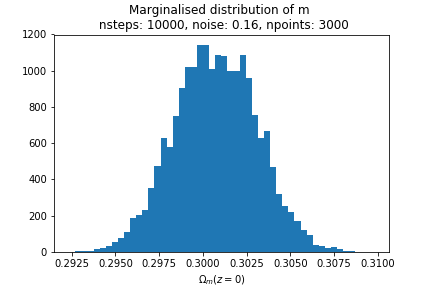 Marginalised distribution of m
nsteps: 10000, noise: 0.16, npoints: 3000
1200
1000
800
600
400
200
0
0.2925 0.2950 0.2975 0.3000 0.3025 0.3050 0.3075 0.3100
Ωm(z = 0)